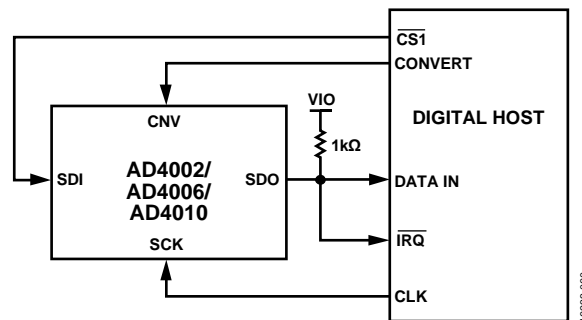 CS1
CONVERT
VIO
CNV
1kΩ
DIGITAL HOST
AD4002/
AD4006/
AD4010
SDI
SDO
DATA IN
SCK
IRQ
CLK